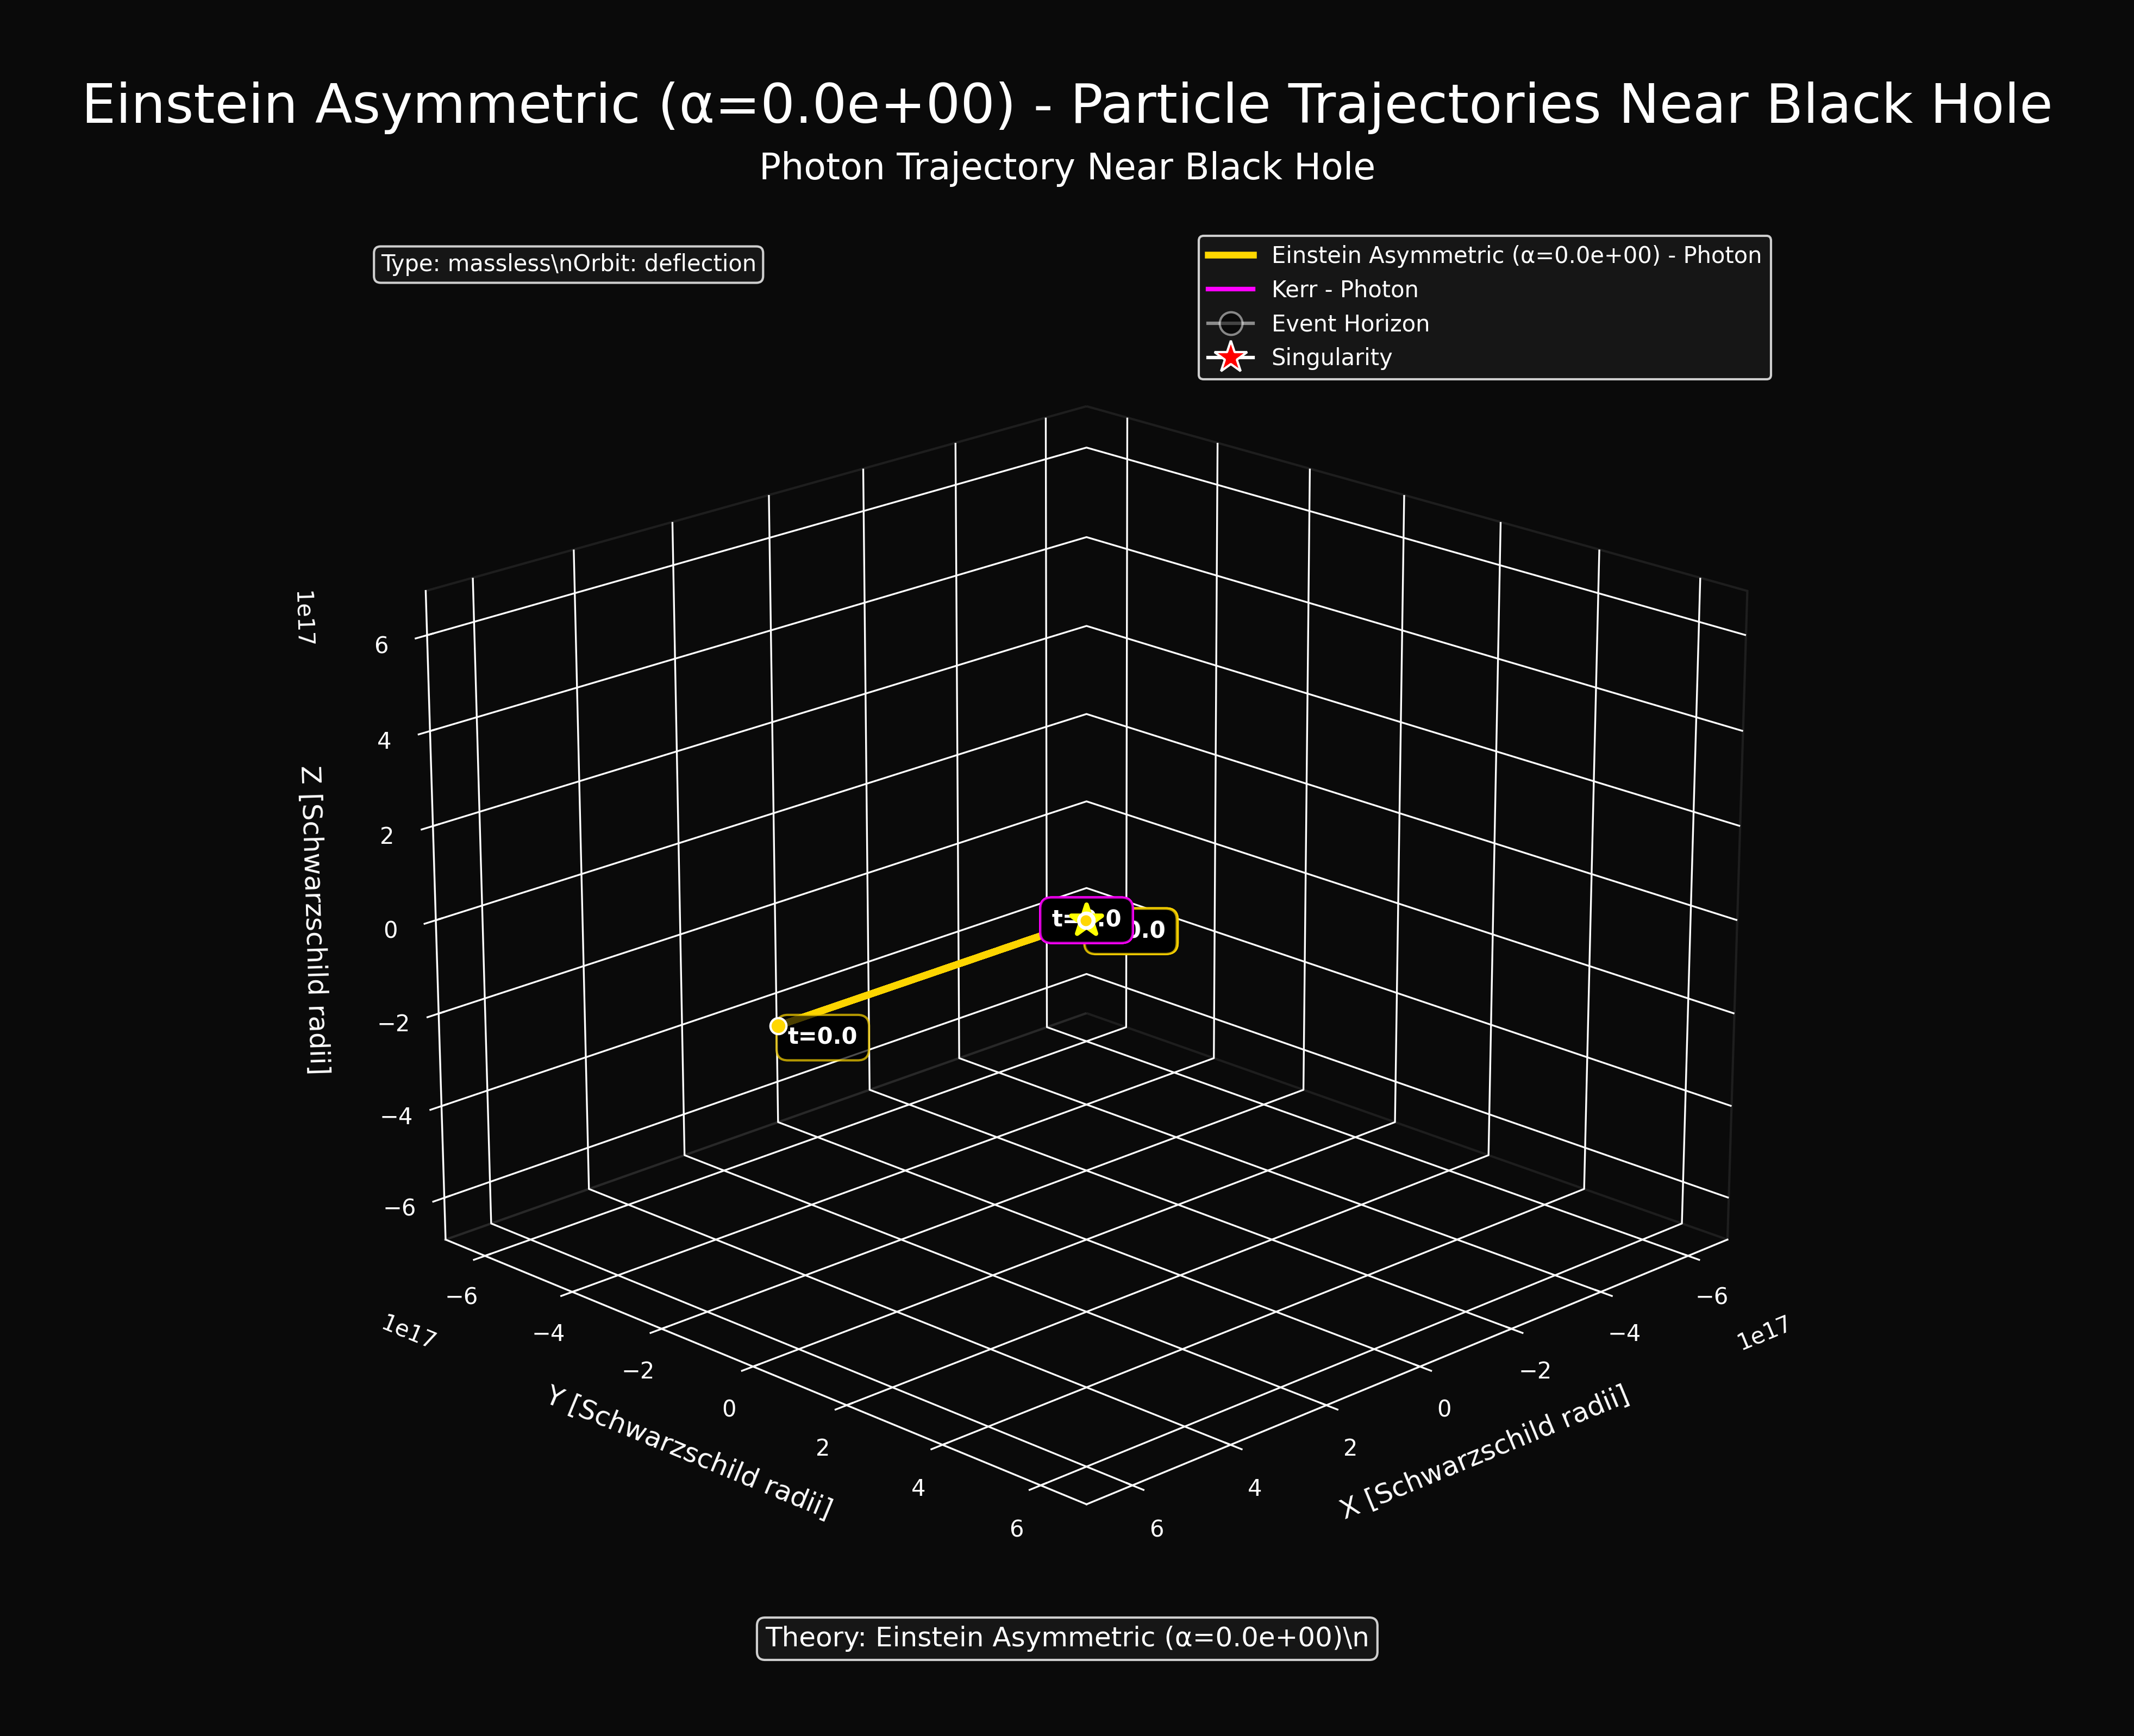 Einstein Asymmetric (α=0.0e+00) - Particle Trajectories Near Black Hole
Photon Trajectory Near Black Hole
Type: massless\nOrbit: deflection
Einstein Asymmetric (α=0.0e+00) - Photon
Kerr - Photon
Event Horizon
Singularity
1e17
6
4
2
0
−2
−4
−6
Z [Schwarzschild radii]
t=0.0
−6
−4
−2
0
2
4
6
1e17
Y [Schwarzschild radii]
−6
−4
−2
0
2
4
6
1e17
X [Schwarzschild radii]
Theory: Einstein Asymmetric (α=0.0e+00)\n